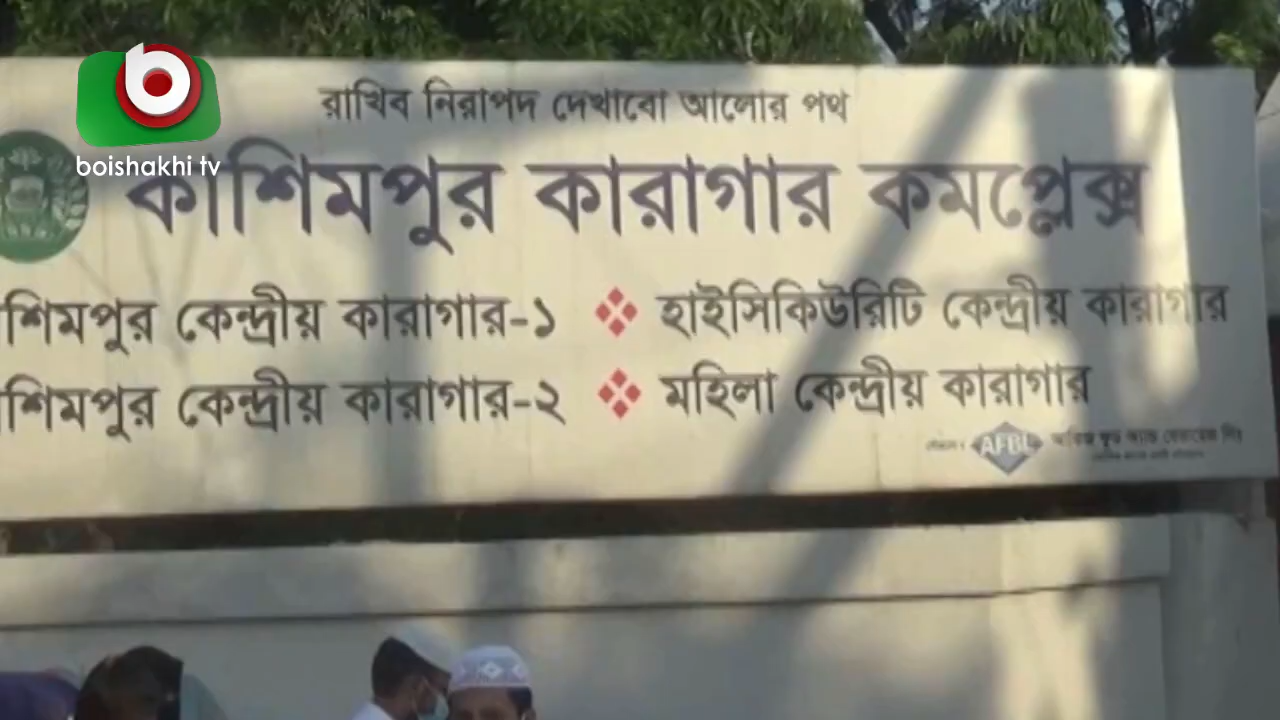 boishakhi tv
রাখিব নিরাপদ দেখাবো আলোর পথ
কাশিমপুর কারাগার কমপ্লেক্স
শিমপুর কেন্দ্রীয় কারাগার-১ হাইসিকিউরিটি কেন্দ্রীয় কারাগার
শিমপুর কেন্দ্রীয় কারাগার-২ মহিলা কেন্দ্রীয় কারাগার
AFBL